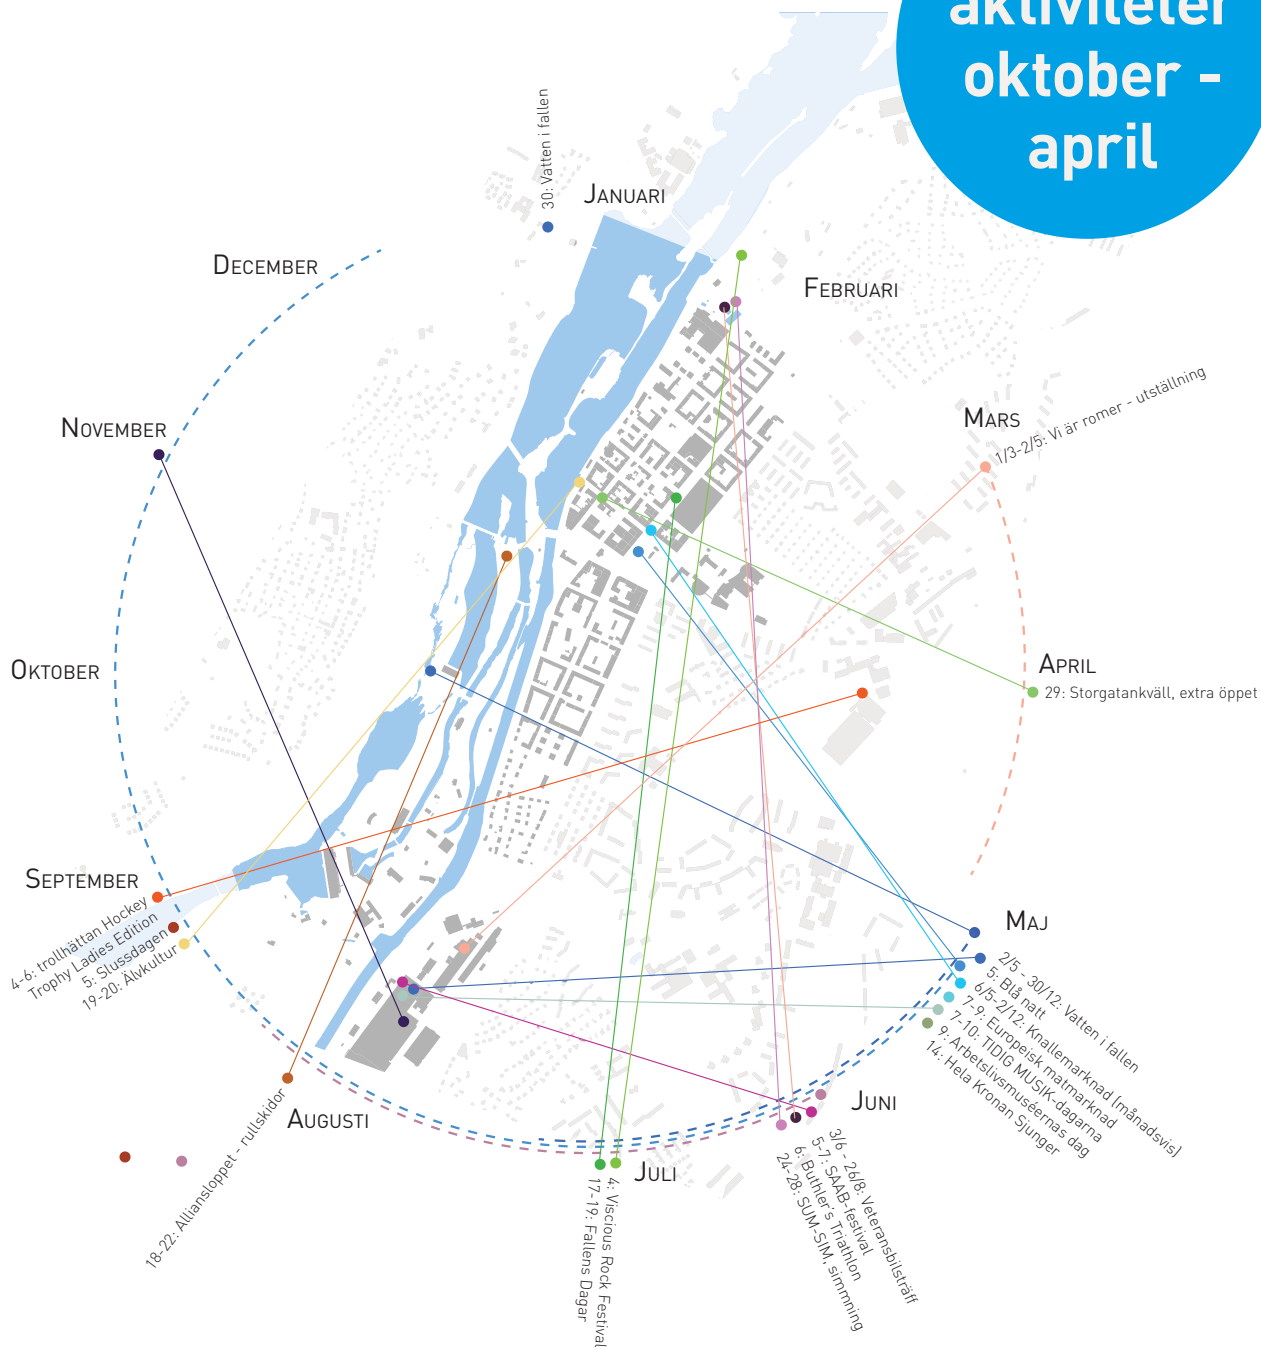 aktiviteter
oktober -
april
30: Vatten i fallen
JANUARI
DECEMBER
FEBRUARI
NOVEMBER
MARS
1/3-2/5: Vi är romer - utställning
OKTOBER
APRIL
29: Storgatankväll, extra öppet
SEPTEMBER
4-6: trollhättan Hockey
Trophy Ladies Edition
5: Slussdagen
19-20: Älvkultur
MAJ
2/5 - 30/12: Vatten i fallen
5: Blå natt
6/5-2/12: Knallemarknad (månadsvis)
7-9: Europeisk matmarknad
7-10: TIDIG MUSIK-dagarna
9: Arbetslivsmuséernas dag
14: Hela Kronan Sjunger
JUNI
3/6 - 26/8: Veteransbilsträff
5-7: SAAB-festival
6: Buthler's Triathlon
24-28: SUM-SIM, simmning
AUGUSTI
18-22: Alliansloppet - rullskidor
JULI
4: Viscious Rock Festival
17-19: Fallens Dagar